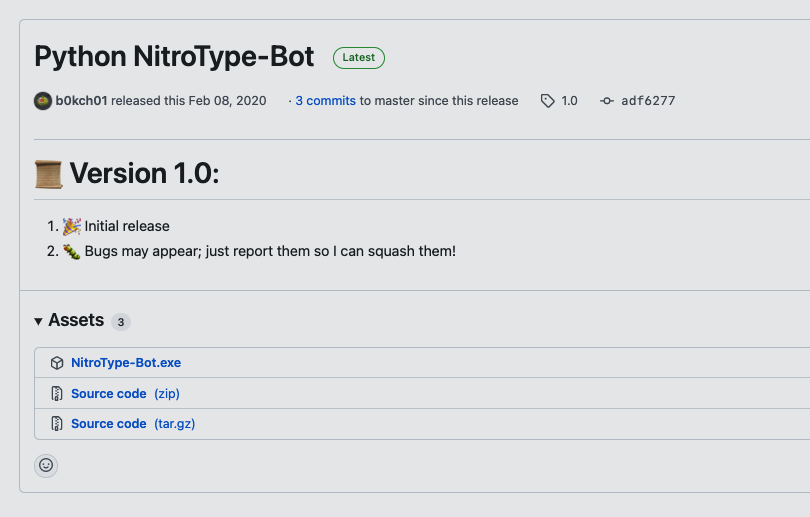 Python NitroType-Bot Latest
b0kch01 released this Feb 08, 2020 · 3 commits to master since this release 1.0 adf6277
Version 1.0:
1. Initial release
2. Bugs may appear; just report them so I can squash them!
Assets 3
NitroType-Bot.exe
Source code (zip)
Source code (tar.gz)